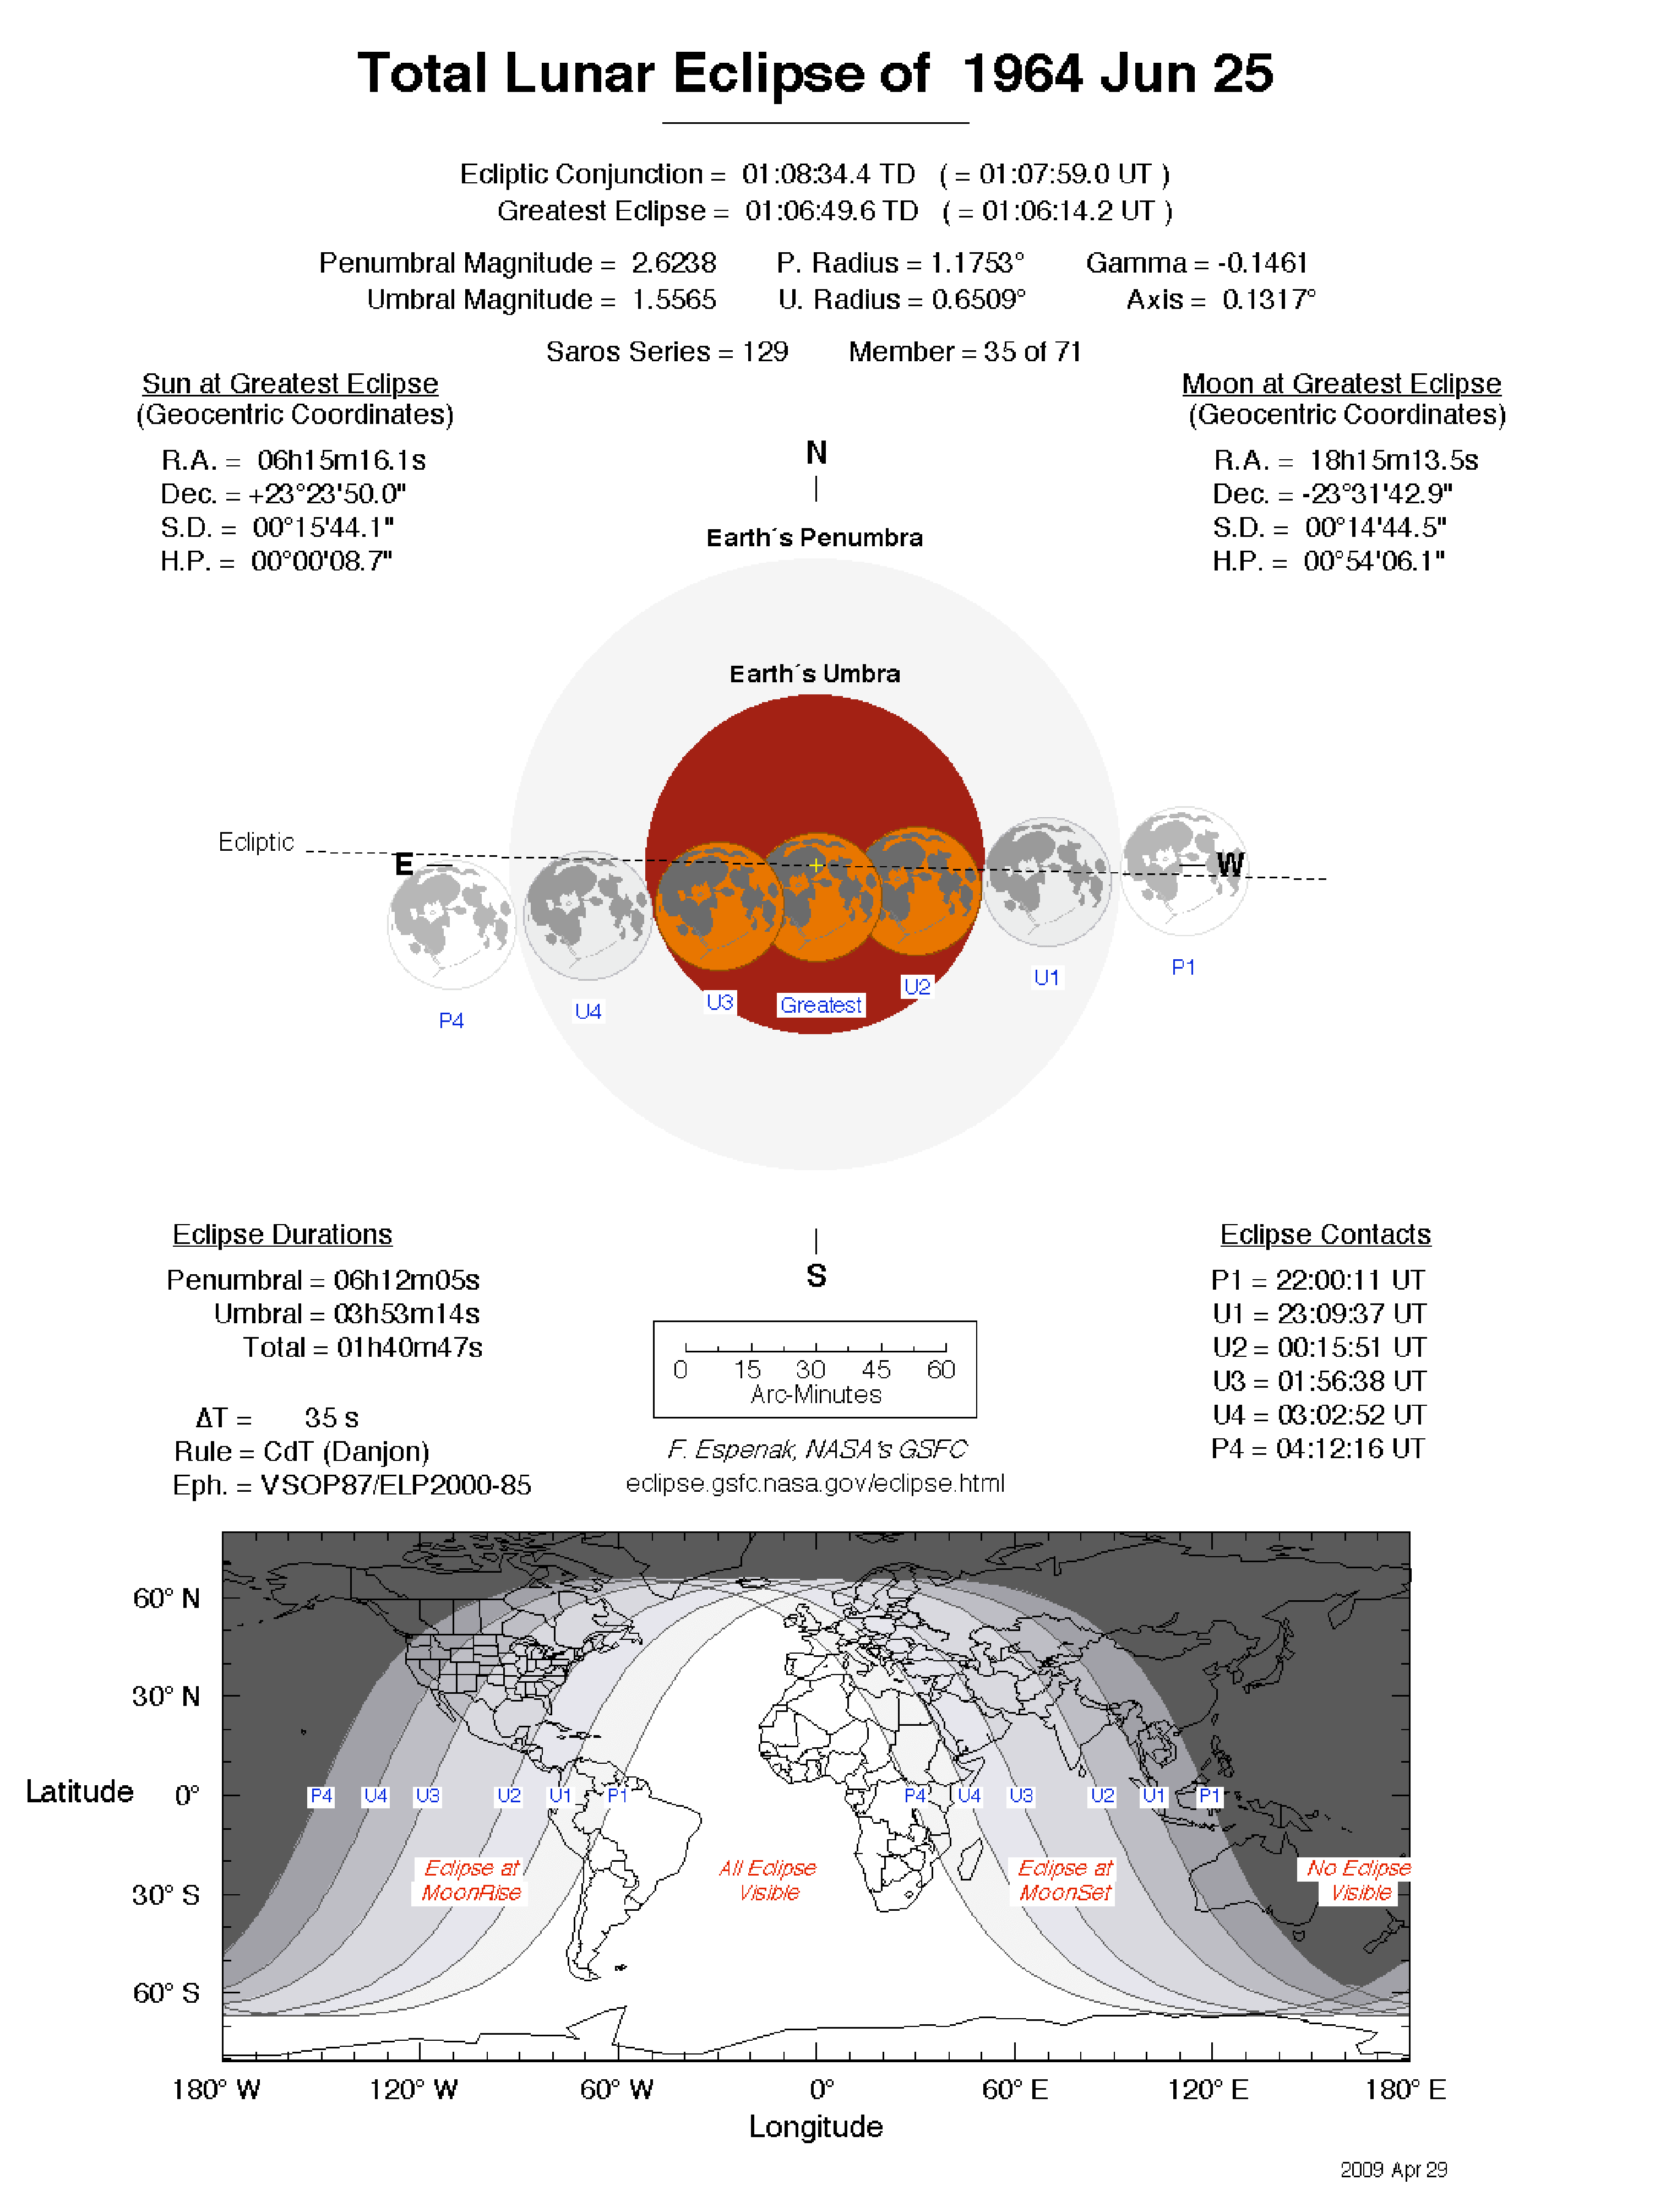 Total Lunar Eclipse of 1964 Jun 25
Ecliptic Conjunction = 01:08:34.4 TD ( = 01:07:59.0 UT )
Greatest Eclipse = 01:06:49.6 TD ( = 01:06:14.2 UT )
Penumbral Magnitude = 2.6238 P. Radius = 1.1753° Gamma = -0.1461
Umbral Magnitude = 1.5565 U. Radius = 0.6509° Axis = 0.1317°
Saros Series = 129 Member = 35 of 71
Sun at Greatest Eclipse
(Geocentric Coordinates)
R.A. = 06h15m16.1s
Dec. = +23°23'50.0"
S.D. = 00°15'44.1"
H.P. = 00°00'08.7"
Moon at Greatest Eclipse
(Geocentric Coordinates)
R.A. = 18h15m13.5s
Dec. = -23°31'42.9"
S.D. = 00°14'44.5"
H.P. = 00°54'06.1"
N
Earth´s Penumbra
Earth´s Umbra
Ecliptic
E
W
P4
U4
U3
Greatest
U2
U1
P1
S
Eclipse Durations
Penumbral = 06h12m05s
Umbral = 03h53m14s
Total = 01h40m47s
ΔT = 35 s
Rule = CdT (Danjon)
Eph. = VSOP87/ELP2000-85
0 15 30 45 60
Arc-Minutes
F. Espenak, NASA's GSFC
eclipse.gsfc.nasa.gov/eclipse.html
Eclipse Contacts
P1 = 22:00:11 UT
U1 = 23:09:37 UT
U2 = 00:15:51 UT
U3 = 01:56:38 UT
U4 = 03:02:52 UT
P4 = 04:12:16 UT
60° N
30° N
Latitude 0°
30° S
60° S
P4 U4 U3 U2 U1 P1 P4 U4 U3 U2 U1 P1
Eclipse at
MoonRise
All Eclipse
Visible
Eclipse at
MoonSet
No Eclipse
Visible
180° W 120° W 60° W 0° 60° E 120° E 180° E
Longitude
2009 Apr 29